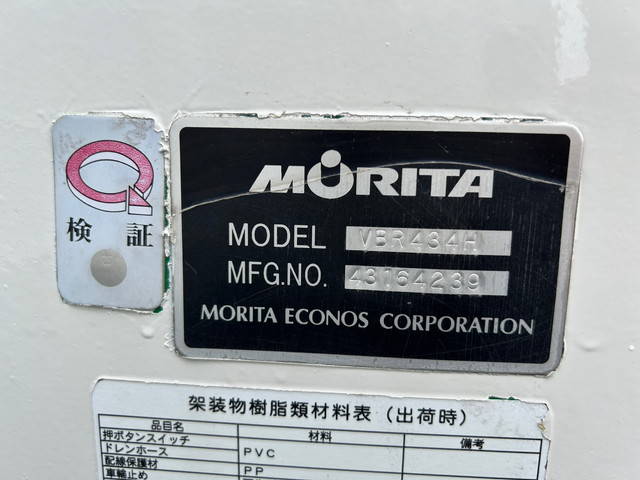 検 証
MORITA
MODEL VBR434H
MFG.NO. 43164239
MORITA ECONOS CORPORATION
架装物樹脂類材料表（出荷時）
品目名 材料 備考
押ボタンスイッチ
ドレンホース PVC
配線保護材 PP
車輪止め